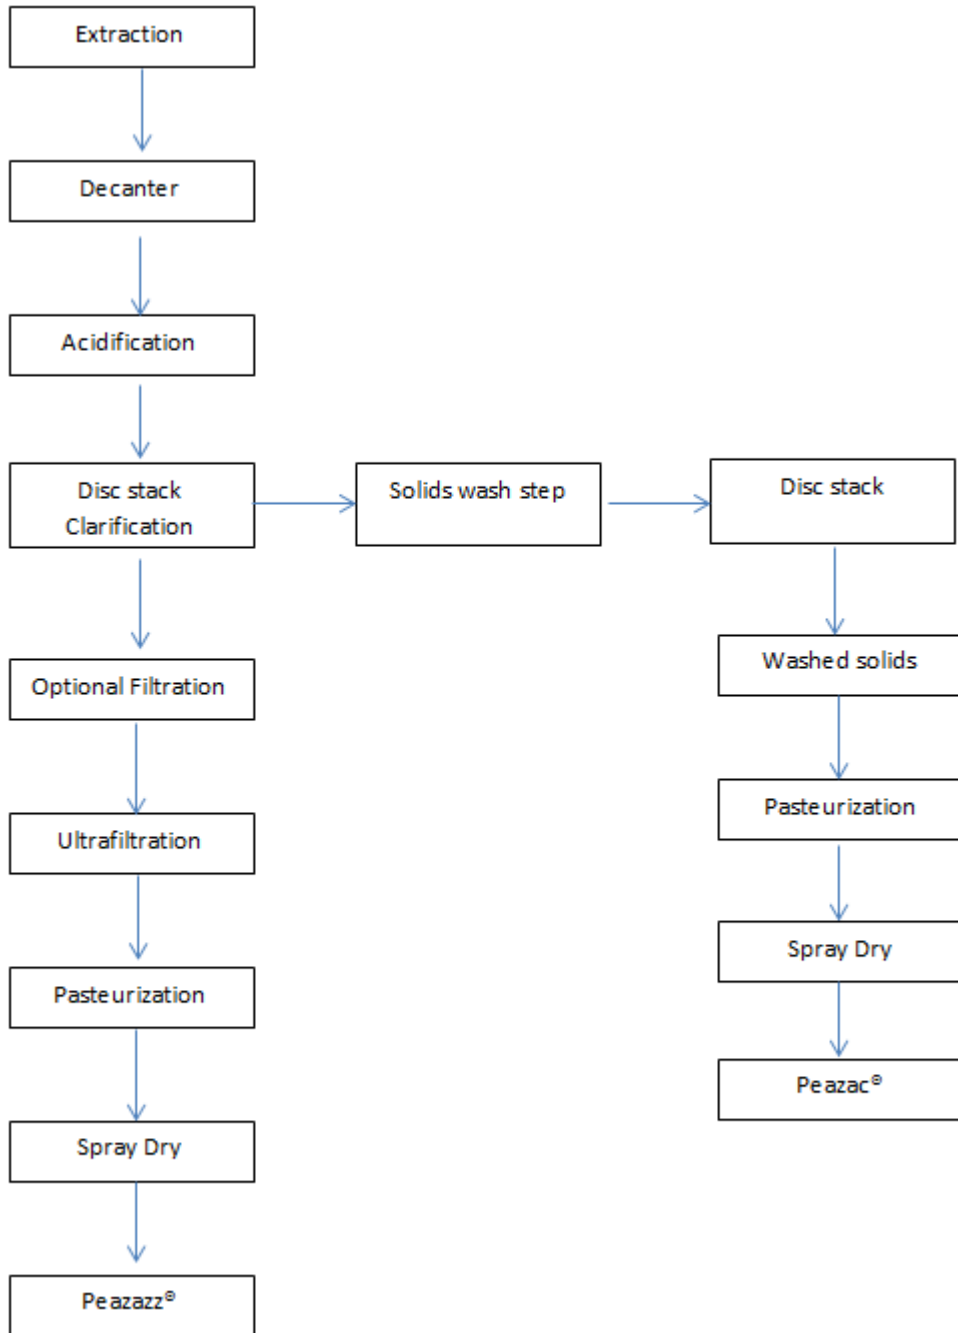 Extraction
Decanter
Acidification
Disc stack
Clarification
Solids wash step
Disc stack
Optional Filtration
Washed solids
Ultrafiltration
Pasteurization
Pasteurization
Spray Dry
Spray Dry
Peazac®
Peazazz®